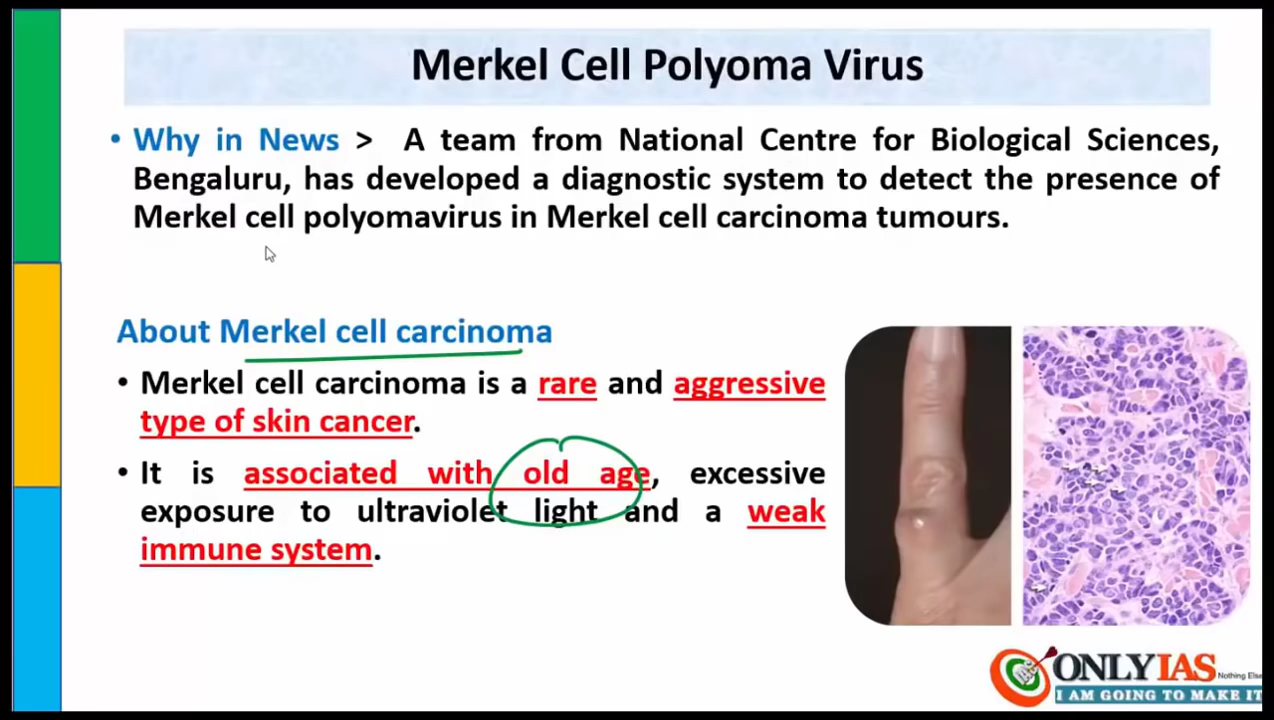 Merkel Cell Polyoma Virus
• Why in News > A team from National Centre for Biological Sciences,
Bengaluru, has developed a diagnostic system to detect the presence of
Merkel cell polyomavirus in Merkel cell carcinoma tumours.
About Merkel cell carcinoma
• Merkel cell carcinoma is a rare and aggressive
type of skin cancer.
• It is associated with old age, excessive
exposure to ultraviolet light and a weak
immune system.
ONLYIAS
Nothing Else
I AM GOING TO MAKE IT